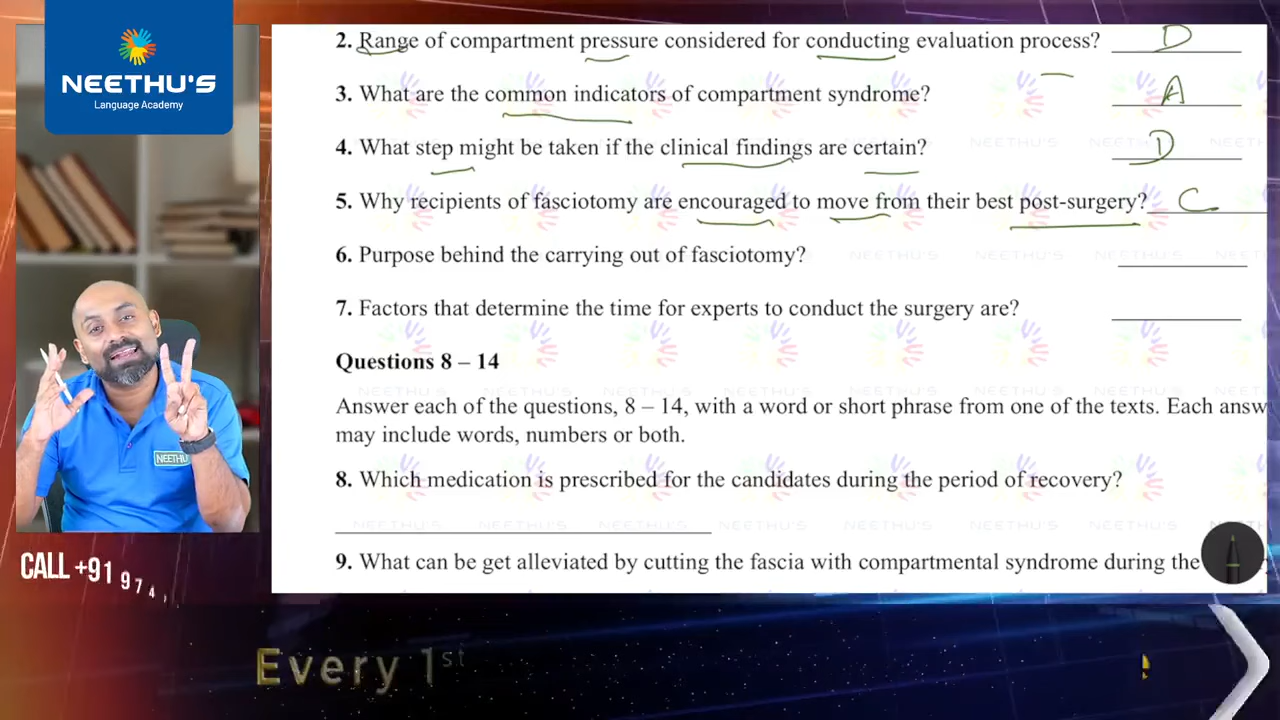 NEETHU'S
Language Academy
2. Range of compartment pressure considered for conducting evaluation process? D
3. What are the common indicators of compartment syndrome? A
4. What step might be taken if the clinical findings are certain? D
5. Why recipients of fasciotomy are encouraged to move from their best post-surgery? C
6. Purpose behind the carrying out of fasciotomy?
7. Factors that determine the time for experts to conduct the surgery are?
Questions 8 – 14
Answer each of the questions, 8 – 14, with a word or short phrase from one of the texts. Each answ
may include words, numbers or both.
8. Which medication is prescribed for the candidates during the period of recovery?
9. What can be get alleviated by cutting the fascia with compartmental syndrome during the
NEETHU'S
CALL +91 974
Every 1st